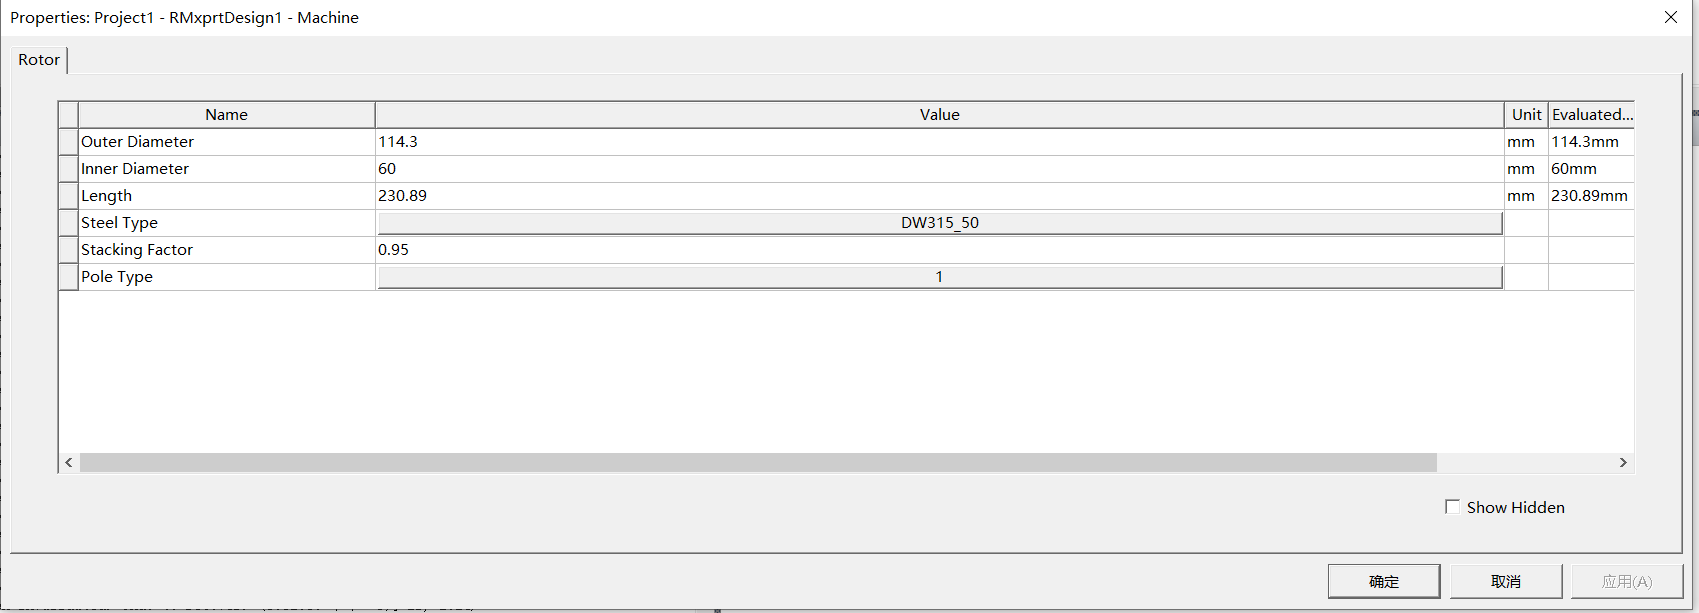 Properties: Project1 - RMxprtDesign1 - Machine
Rotor
Name Value Unit Evaluated...
Outer Diameter 114.3 mm 114.3mm
Inner Diameter 60 mm 60mm
Length 230.89 mm 230.89mm
Steel Type DW315_50
Stacking Factor 0.95
Pole Type 1
Show Hidden
确定 取消 应用(A)